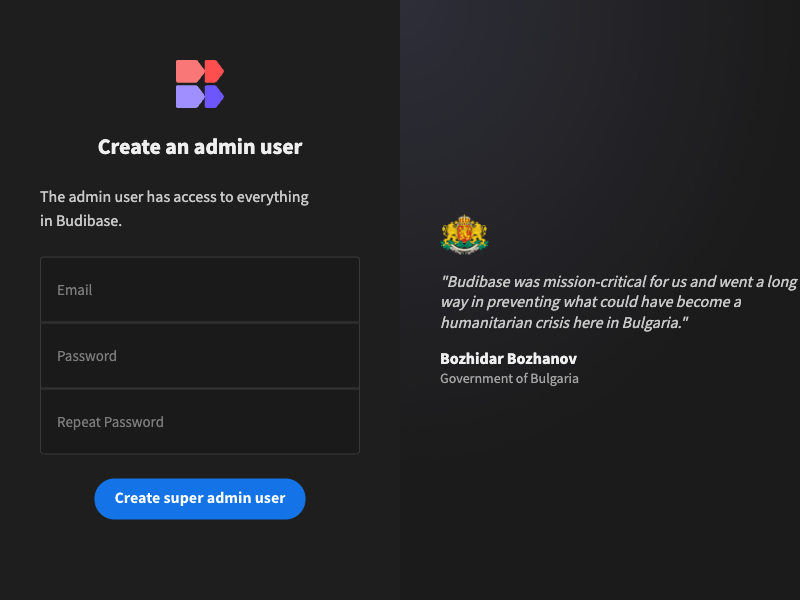 Create an admin user
The admin user has access to everything
in Budibase.
Email
Password
Repeat Password
Create super admin user
"Budibase was mission-critical for us and went a long
way in preventing what could have become a
humanitarian crisis here in Bulgaria."
Bozhidar Bozhanov
Government of Bulgaria